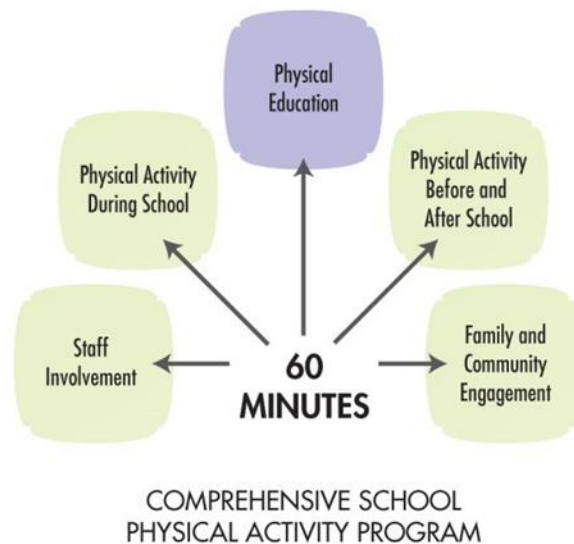 Physical
Education
Physical Activity
During School
Physical Activity
Before and
After School
Staff
Involvement
Family and
Community
Engagement
60
MINUTES
COMPREHENSIVE SCHOOL
PHYSICAL ACTIVITY PROGRAM